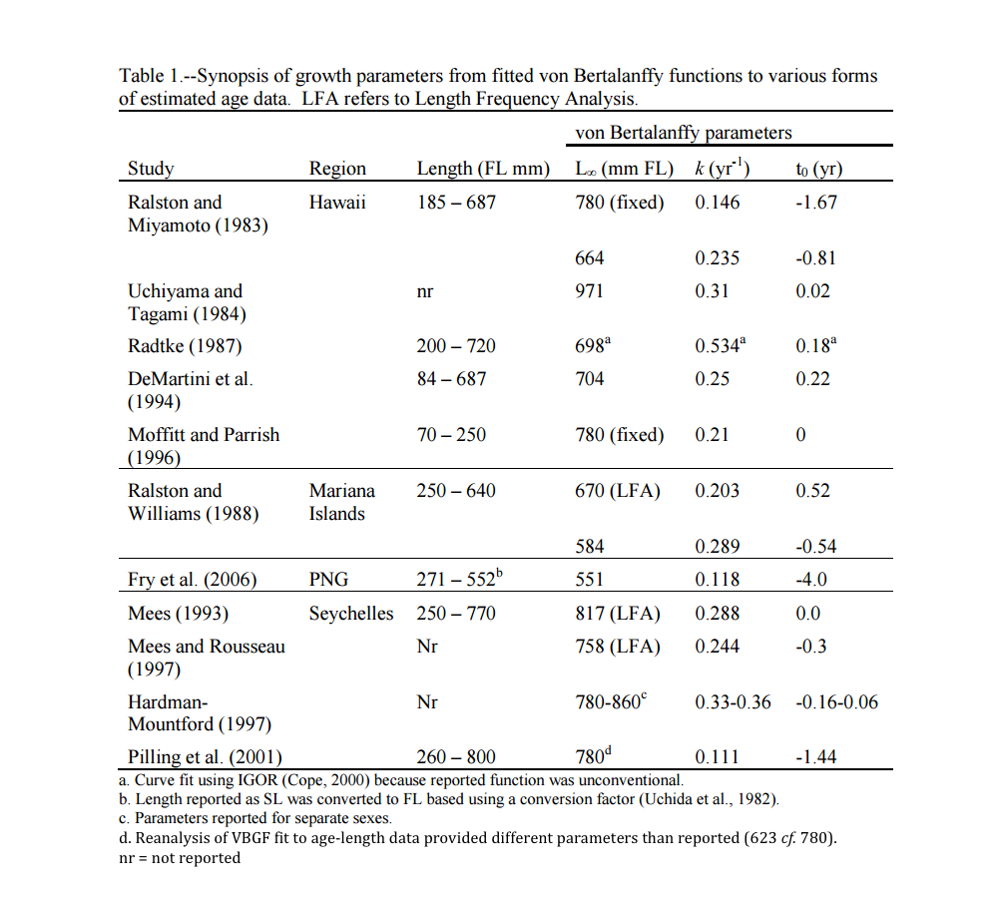 Table 1.--Synopsis of growth parameters from fitted von Bertalanffy functions to various forms
of estimated age data.  LFA refers to Length Frequency Analysis.
von Bertalanffy parameters
Study Region Length (FL mm) L∞ (mm FL) k (yr-1) t0 (yr)
Ralston and Hawaii 185 – 687 780 (fixed) 0.146 -1.67
Miyamoto (1983)
664 0.235 -0.81
Uchiyama and nr 971 0.31 0.02
Tagami (1984)
Radtke (1987) 200 – 720 698a 0.534a 0.18a
DeMartini et al. 84 – 687 704 0.25 0.22
(1994)
Moffitt and Parrish 70 – 250 780 (fixed) 0.21 0
(1996)
Ralston and Mariana 250 – 640 670 (LFA) 0.203 0.52
Williams (1988) Islands
584 0.289 -0.54
Fry et al. (2006) PNG 271 – 552b 551 0.118 -4.0
Mees (1993) Seychelles 250 – 770 817 (LFA) 0.288 0.0
Mees and Rousseau Nr 758 (LFA) 0.244 -0.3
(1997)
Hardman- Nr 780-860c 0.33-0.36 -0.16-0.06
Mountford (1997)
Pilling et al. (2001) 260 – 800 780d 0.111 -1.44
a. Curve fit using IGOR (Cope, 2000) because reported function was unconventional.
b. Length reported as SL was converted to FL based using a conversion factor (Uchida et al., 1982).
c. Parameters reported for separate sexes.
d. Reanalysis of VBGF fit to age-length data provided different parameters than reported (623 cf. 780).
nr = not reported